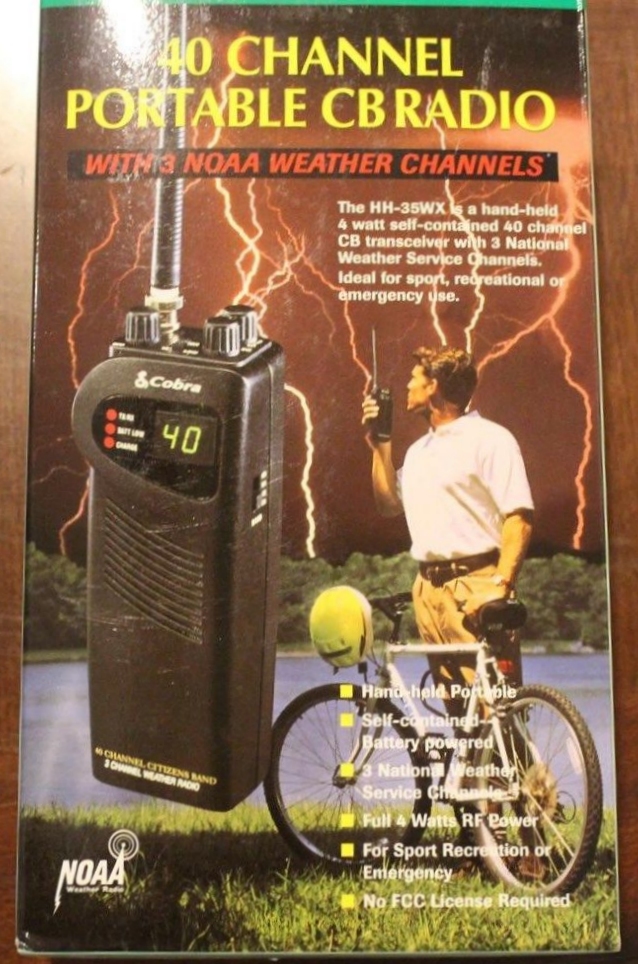 40 CHANNEL
PORTABLE CB RADIO
WITH 3 NOAA WEATHER CHANNELS
The HH-35WX is a hand-held
4 watt self-contained 40 channel
CB transceiver with 3 National
Weather Service Channels.
Ideal for sport, recreational or
emergency use.
Cobra
TX/RX
BATT LOW
CHARGE
40
40 CHANNEL CITIZENS BAND
3 CHANNEL WEATHER RADIO
Hand-held Portable
Self-contained--
Battery powered
3 National Weather
Service Channels
Full 4 Watts RF Power
For Sport Recreation or
Emergency
No FCC License Required
NOAA
Weather Radio